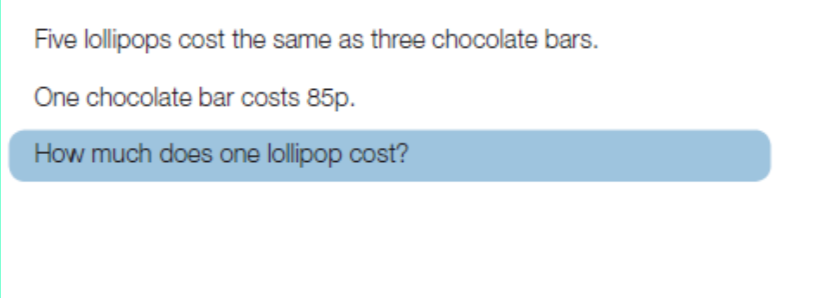 Five lollipops cost the same as three chocolate bars.
One chocolate bar costs 85p.
How much does one lollipop cost?